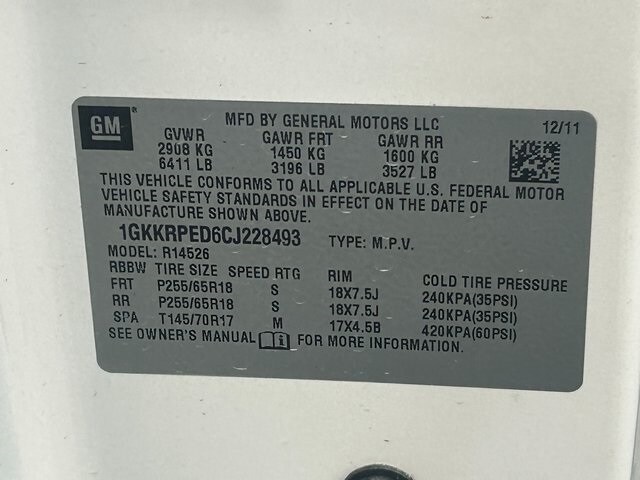 GM
MFD BY GENERAL MOTORS LLC 12/11
GVWR GAWR FRT GAWR RR
2908 KG 1450 KG 1600 KG
6411 LB 3196 LB 3527 LB
THIS VEHICLE CONFORMS TO ALL APPLICABLE U.S. FEDERAL MOTOR
VEHICLE SAFETY STANDARDS IN EFFECT ON THE DATE OF
MANUFACTURE SHOWN ABOVE.
1GKKRPED6CJ228493 TYPE: M.P.V.
MODEL: R14526
RBBW TIRE SIZE SPEED RTG RIM COLD TIRE PRESSURE
FRT P255/65R18 S 18X7.5J 240KPA(35PSI)
RR P255/65R18 S 18X7.5J 240KPA(35PSI)
SPA T145/70R17 M 17X4.5B 420KPA(60PSI)
SEE OWNER'S MANUAL FOR MORE INFORMATION.